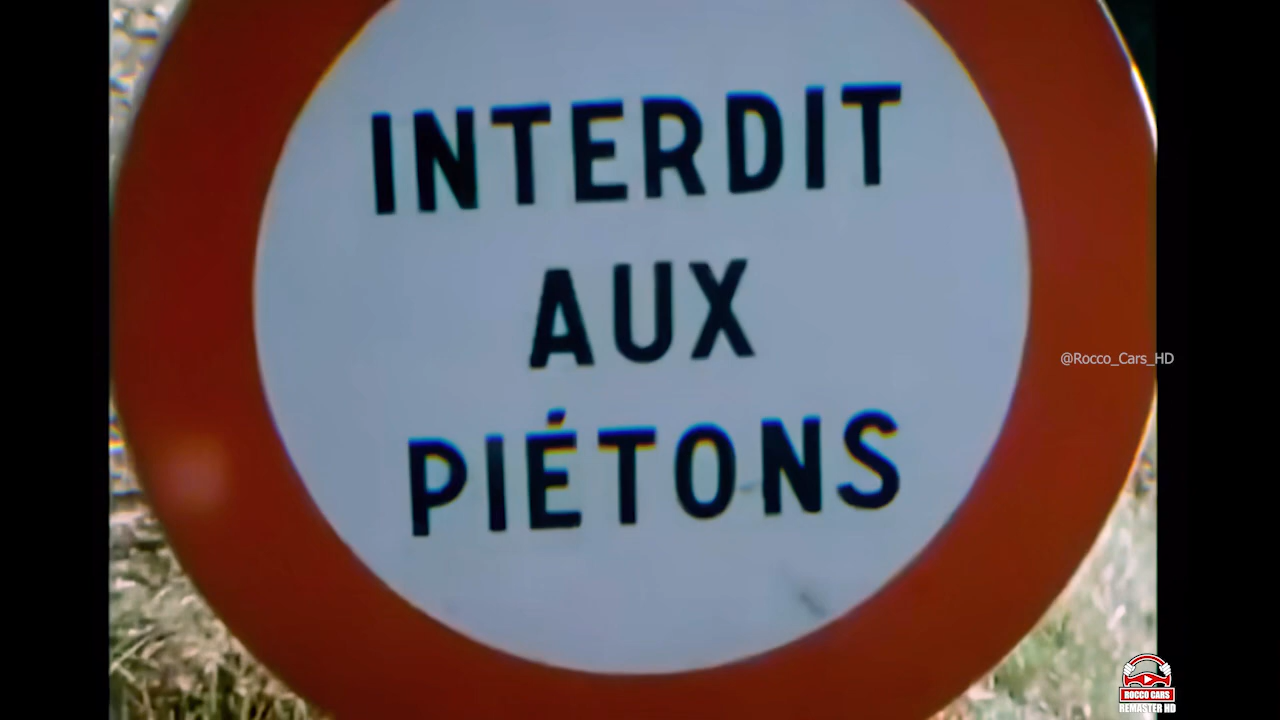 INTERDIT
AUX
PIÉTONS
@Rocco_Cars_HD
ROCCO CARS
REMASTER HD